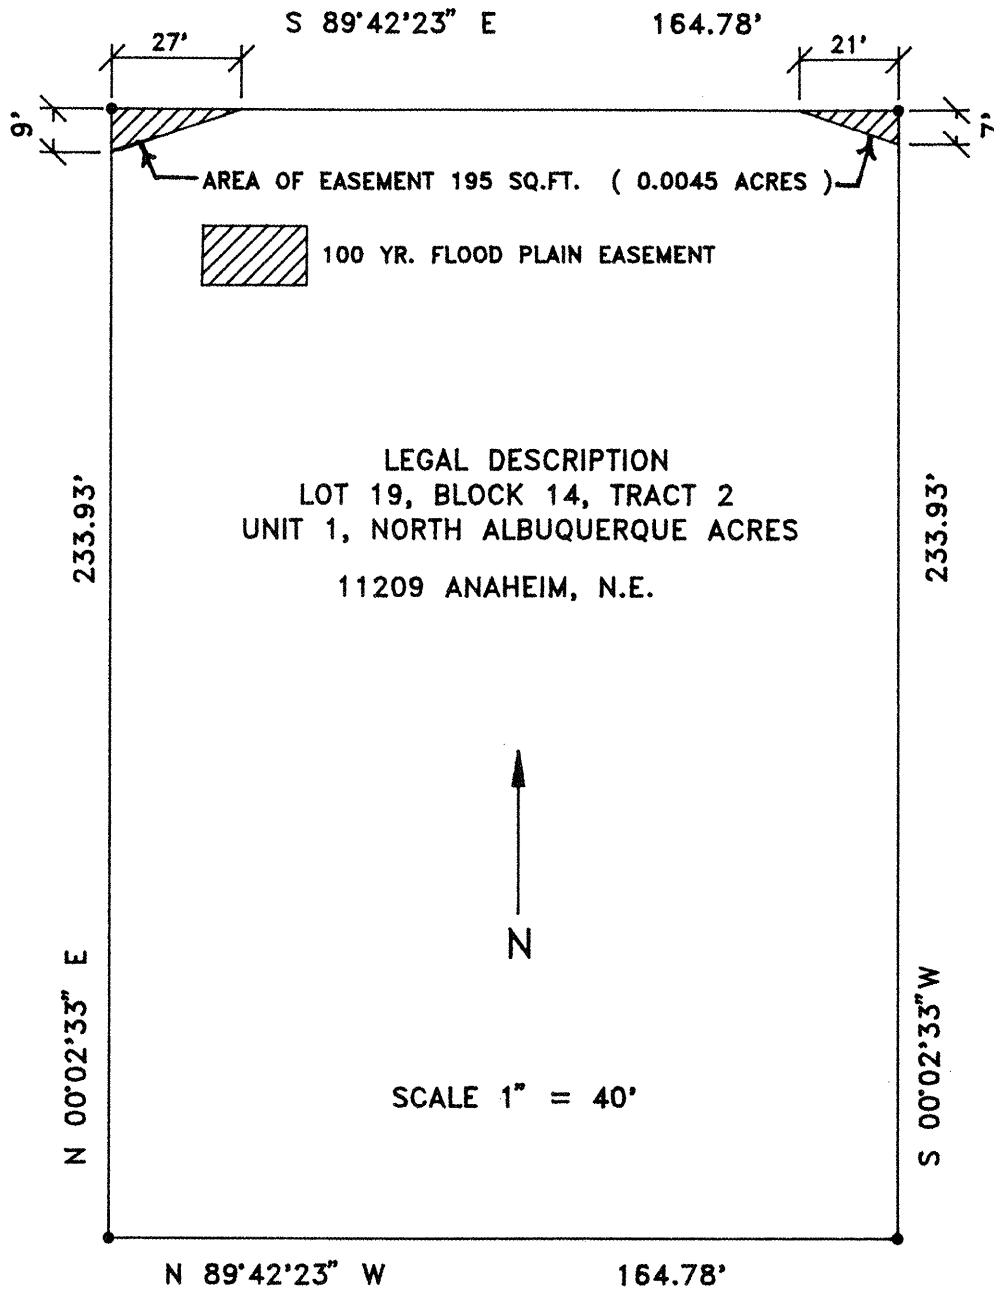 S 89°42'23" E 164.78'
27'
21'
9'
7'
AREA OF EASEMENT 195 SQ.FT. ( 0.0045 ACRES )
100 YR. FLOOD PLAIN EASEMENT
LEGAL DESCRIPTION
LOT 19, BLOCK 14, TRACT 2
UNIT 1, NORTH ALBUQUERQUE ACRES
11209 ANAHEIM, N.E.
233.93'
233.93'
N
N 00°02'33" E
S 00°02'33" W
SCALE 1" = 40'
N 89°42'23" W 164.78'